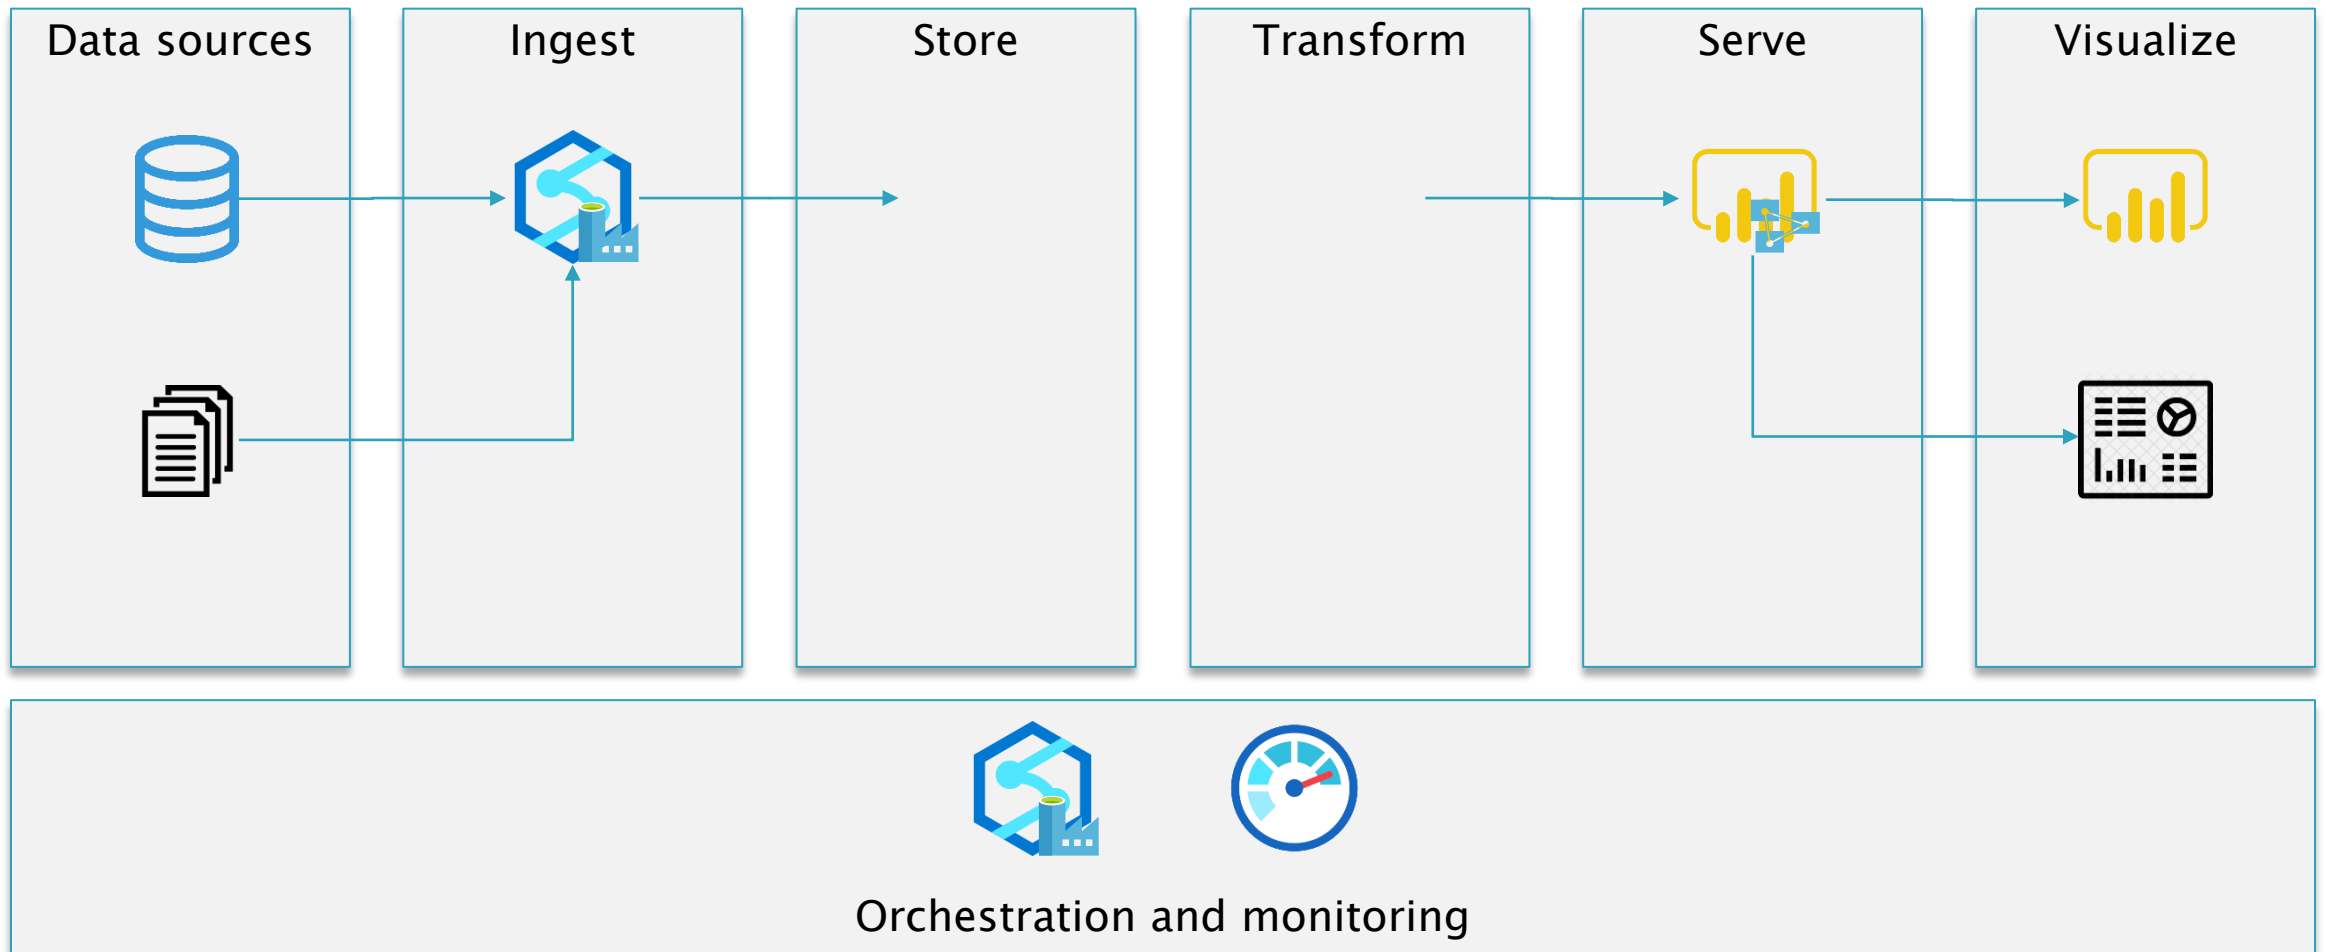 Data sources
Ingest
Store
Transform
Serve
Visualize
Orchestration and monitoring